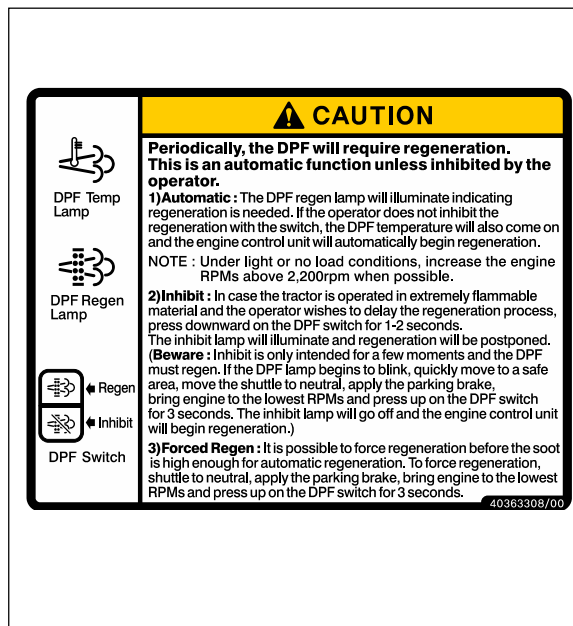 CAUTION
DPF Temp
Lamp
DPF Regen
Lamp
Regen
Inhibit
DPF Switch
Periodically, the DPF will require regeneration.
This is an automatic function unless inhibited by the
operator.
1)Automatic : The DPF regen lamp will illuminate indicating
regeneration is needed. If the operator does not inhibit the
regeneration with the switch, the DPF temperature will also come on
and the engine control unit will automatically begin regeneration.
NOTE : Under light or no load conditions, increase the engine
RPMs above 2,200rpm when possible.
2)Inhibit : In case the tractor is operated in extremely flammable
material and the operator wishes to delay the regeneration process,
press downward on the DPF switch for 1-2 seconds.
The inhibit lamp will illuminate and regeneration will be postponed.
(Beware : Inhibit is only intended for a few moments and the DPF
must regen. If the DPF lamp begins to blink, quickly move to a safe
area, move the shuttle to neutral, apply the parking brake,
bring engine to the lowest RPMs and press up on the DPF switch
for 3 seconds. The inhibit lamp will go off and the engine control unit
will begin regeneration.)
3)Forced Regen : It is possible to force regeneration before the soot
is high enough for automatic regeneration. To force regeneration,
shuttle to neutral, apply the parking brake, bring engine to the lowest
RPMs and press up on the DPF switch for 3 seconds.
40363308/00